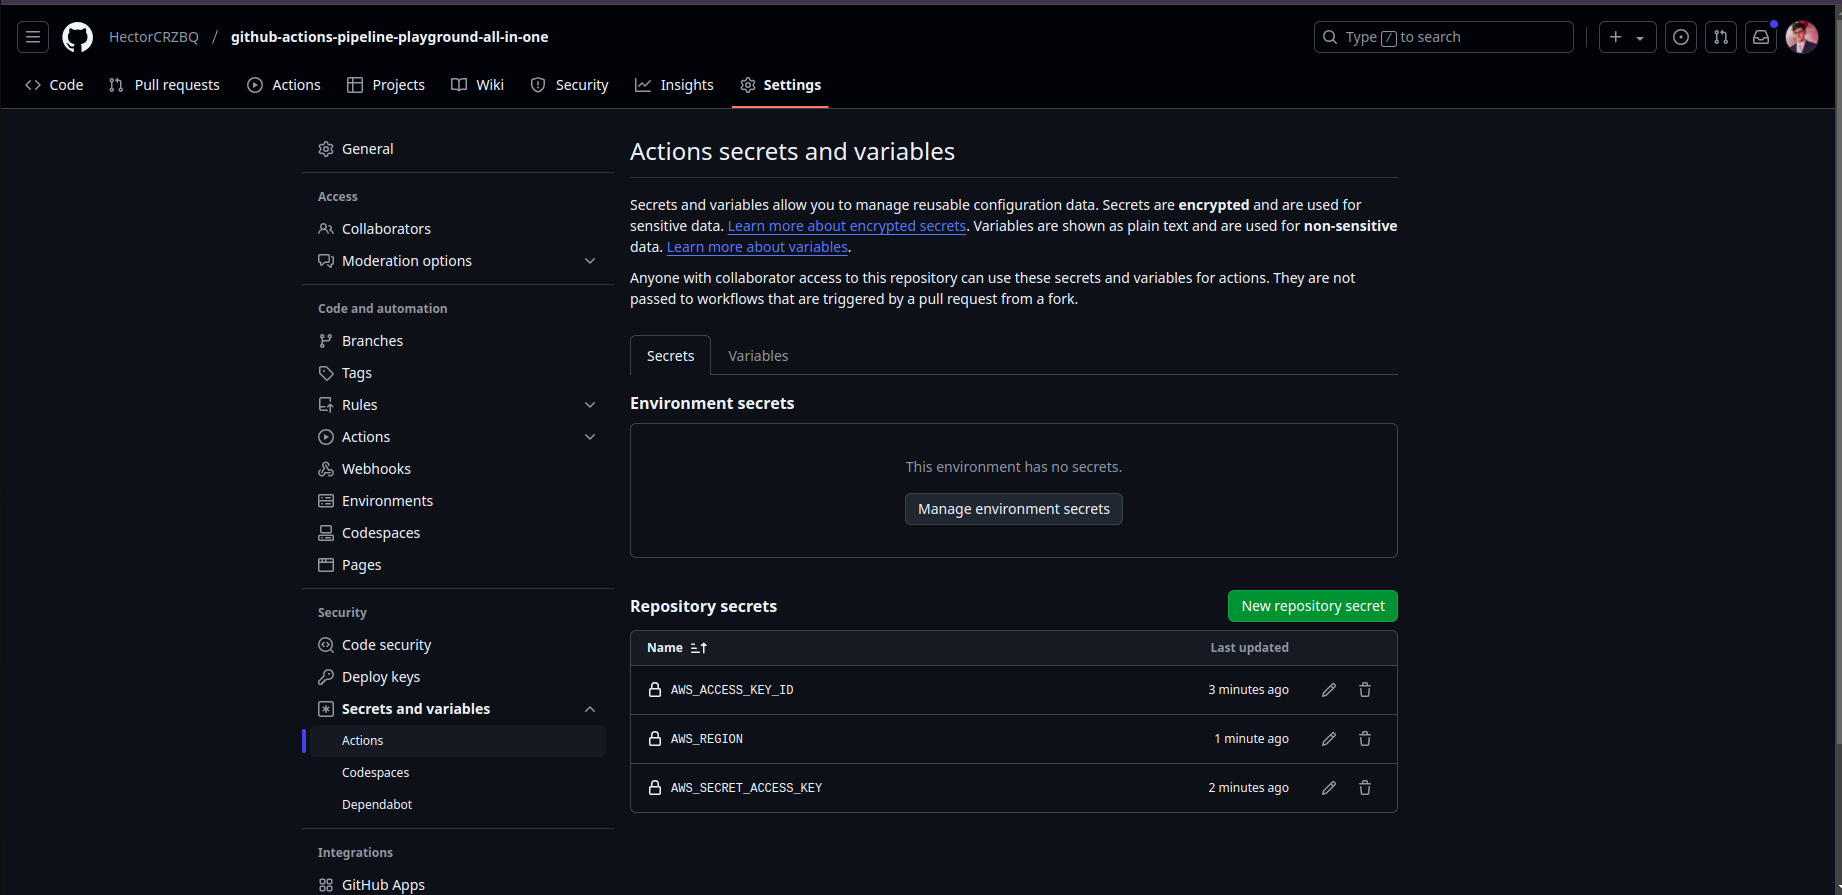 HectorCRZBQ / github-actions-pipeline-playground-all-in-one
Type / to search
Code Pull requests Actions Projects Wiki Security Insights Settings
General
Access
Collaborators
Moderation options
Code and automation
Branches
Tags
Rules
Actions
Webhooks
Environments
Codespaces
Pages
Security
Code security
Deploy keys
Secrets and variables
Actions
Codespaces
Dependabot
Integrations
GitHub Apps
Actions secrets and variables
Secrets and variables allow you to manage reusable configuration data. Secrets are encrypted and are used for
sensitive data. Learn more about encrypted secrets. Variables are shown as plain text and are used for non-sensitive
data. Learn more about variables.
Anyone with collaborator access to this repository can use these secrets and variables for actions. They are not
passed to workflows that are triggered by a pull request from a fork.
Secrets Variables
Environment secrets
This environment has no secrets.
Manage environment secrets
Repository secrets New repository secret
Name Last updated
AWS_ACCESS_KEY_ID 3 minutes ago
AWS_REGION 1 minute ago
AWS_SECRET_ACCESS_KEY 2 minutes ago